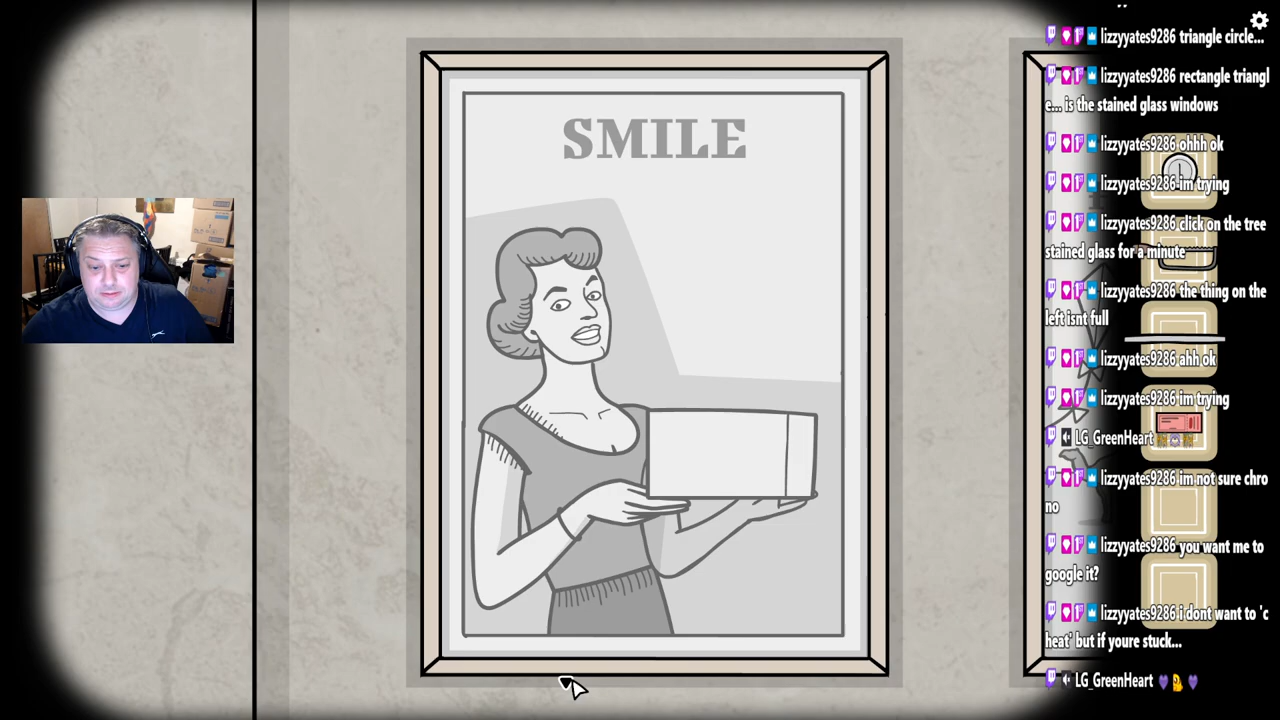 SMILE
lizzyyates9286 triangle circle...
lizzyyates9286 rectangle triangl
e... is the stained glass windows
lizzyyates9286 ohhh ok
lizzyyates9286 im trying
lizzyyates9286 click on the tree
stained glass for a minute
lizzyyates9286 the thing on the
left isnt full
lizzyyates9286 ahh ok
lizzyyates9286 im trying
LG_GreenHeart
lizzyyates9286 im not sure chro
no
lizzyyates9286 you want me to
google it?
lizzyyates9286 i dont want to 'c
heat' but if youre stuck...
LG_GreenHeart